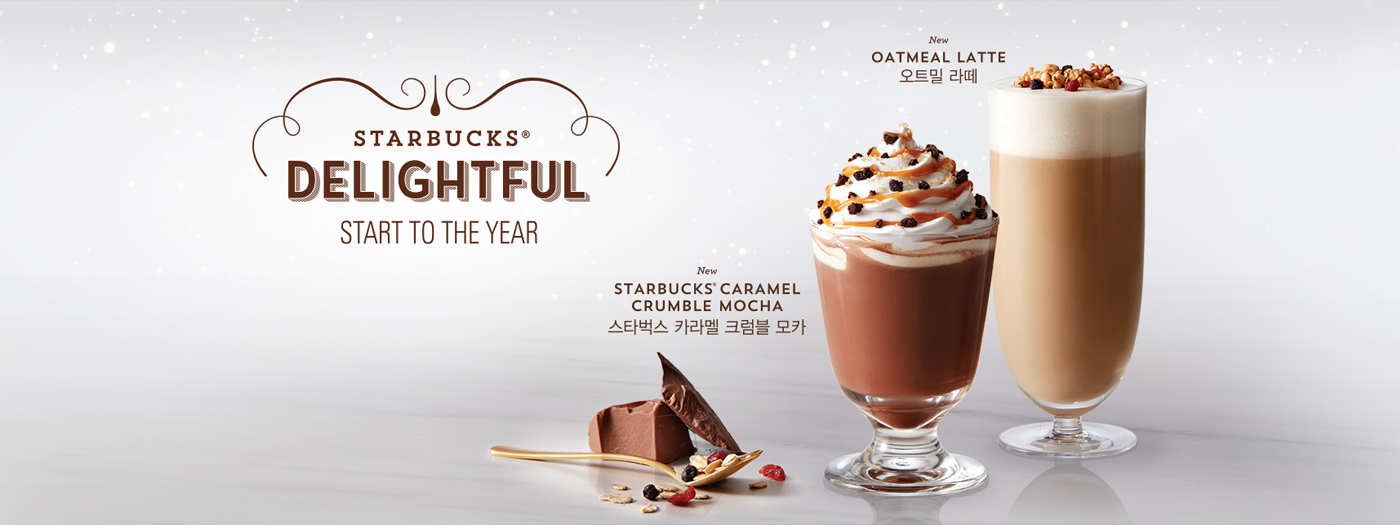 STARBUCKS®
DELIGHTFUL
START TO THE YEAR
New
OATMEAL LATTE
오트밀 라떼
New
STARBUCKS® CARAMEL
CRUMBLE MOCHA
스타벅스 카라멜 크럼블 모카